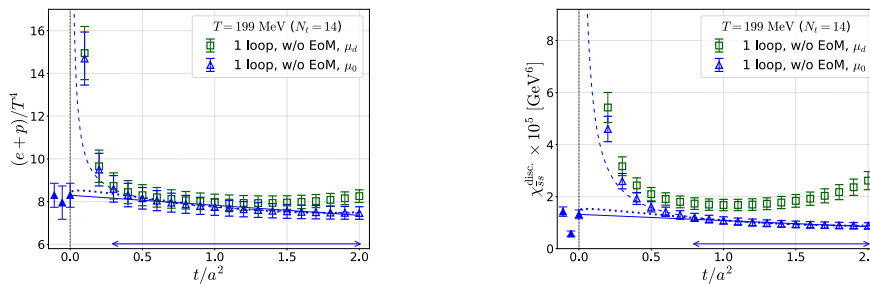 T = 199 MeV (N_t = 14)
1 loop, w/o EoM, μ_d
1 loop, w/o EoM, μ_0
(e + p)/T^4
16
14
12
10
8
6
0.0 0.5 1.0 1.5 2.0
t/a^2
T = 199 MeV (N_t = 14)
1 loop, w/o EoM, μ_d
1 loop, w/o EoM, μ_0
χ_{s̄s}^{disc.} × 10^5 [GeV^6]
8
6
4
2
0
0.0 0.5 1.0 1.5 2.0
t/a^2